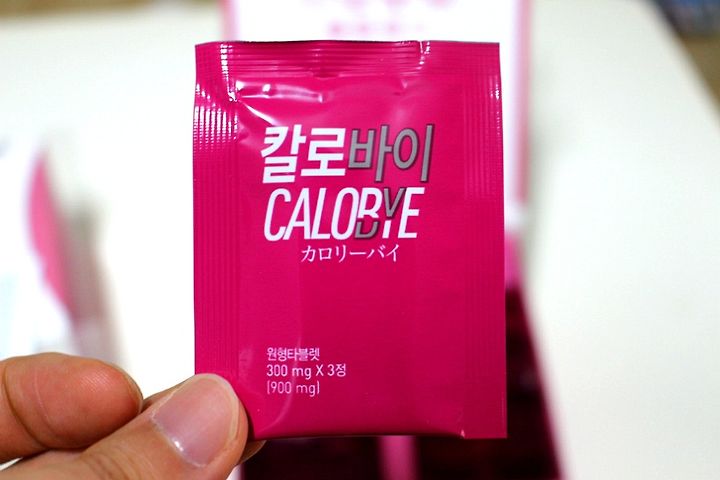 칼로바이
CALOBYE
カロリーバイ
원형타블렛
300 mg X 3정
(900 mg)